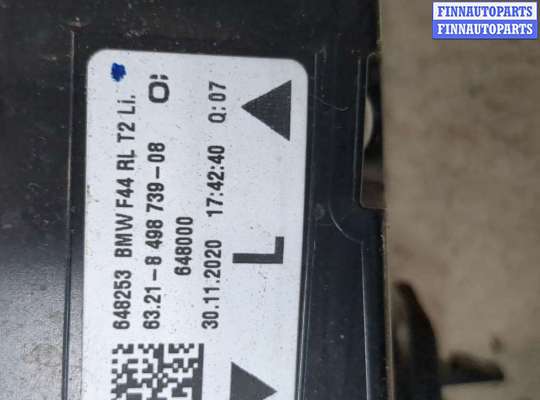 FINNAUTOPARTS
FINNAUTOPARTS
648253 BMW F44 RL T2 Li.
63.21-8 498 739-08
648000
30.11.2020 17:42:40 Q: 07
L